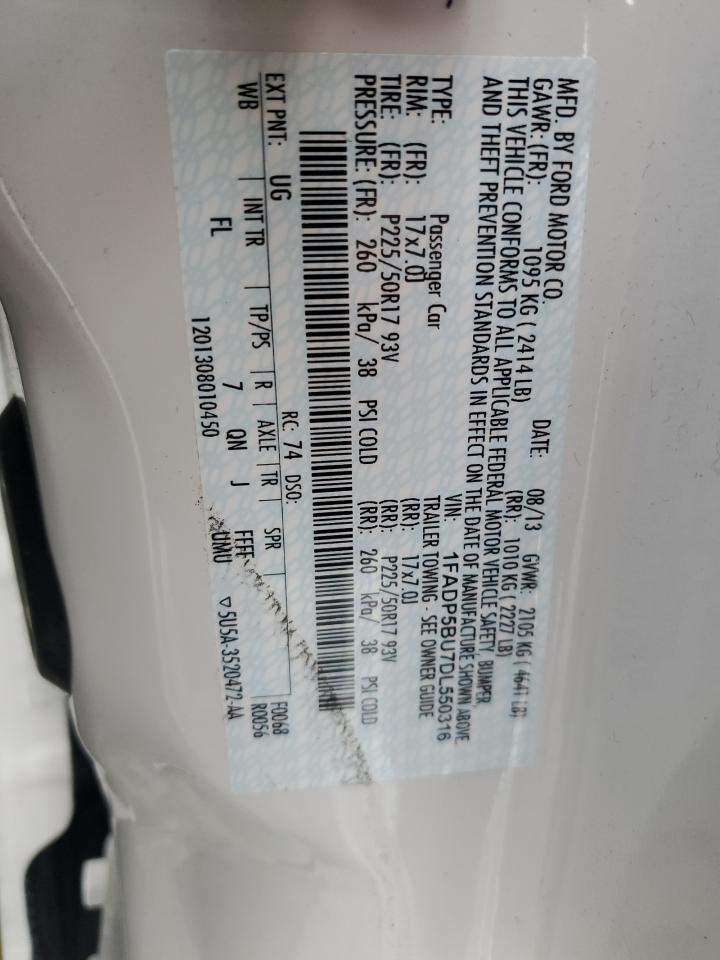 MFD. BY FORD MOTOR CO.
DATE: 08/13 GVWR: 2105 KG ( 4641 LB)
GAWR: (FR): 1095 KG ( 2414 LB) (RR): 1010 KG ( 2227 LB)
THIS VEHICLE CONFORMS TO ALL APPLICABLE FEDERAL MOTOR VEHICLE SAFETY, BUMPER,
AND THEFT PREVENTION STANDARDS IN EFFECT ON THE DATE OF MANUFACTURE SHOWN ABOVE.
VIN: 1FADP5BU7DL550316
TYPE: Passenger Car TRAILER TOWING - SEE OWNER GUIDE
RIM: (FR): 17x7.0J (RR): 17x7.0J
TIRE: (FR): P225/50R17 93V (RR): P225/50R17 93V
PRESSURE: (FR): 260 kPa/ 38 PSI COLD (RR): 260 kPa/ 38 PSI COLD
EXT PNT: UG RC: 74 DSO: F0068
WB | INT TR | TP/PS | R | AXLE | TR | SPR R0056
FL 7 QN J FFFF
1201308010450 UMU ▽5U5A-3520472-AA